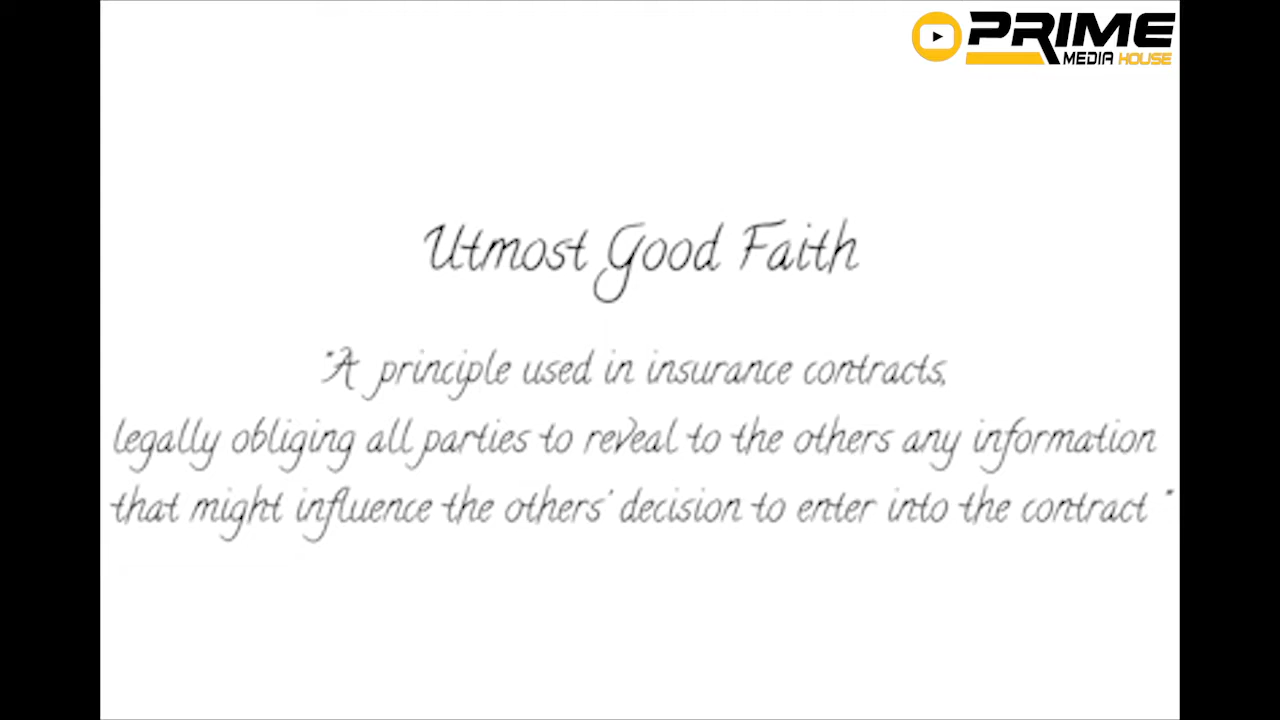 PRIME
MEDIA HOUSE
Utmost Good Faith
"A principle used in insurance contracts,
legally obliging all parties to reveal to the others any information
that might influence the others' decision to enter into the contract "